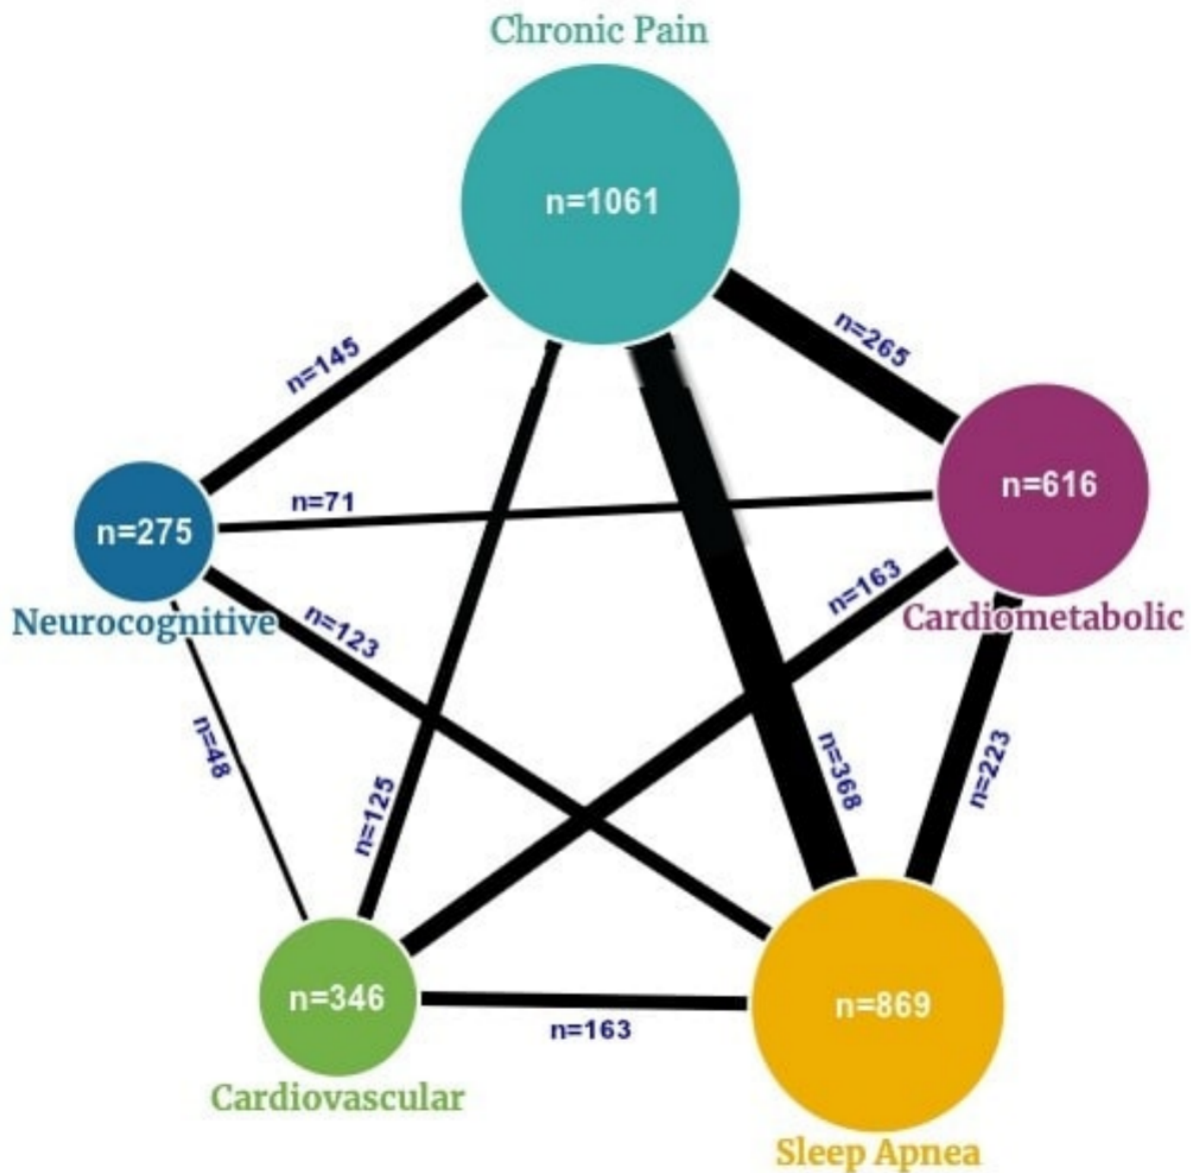 Chronic Pain
n=1061
n=265
n=145
n=616
n=71
n=275
n=163
Cardiometabolic
Neurocognitive
n=123
n=48
n=368
n=223
n=125
n=346
n=869
n=163
Cardiovascular
Sleep Apnea